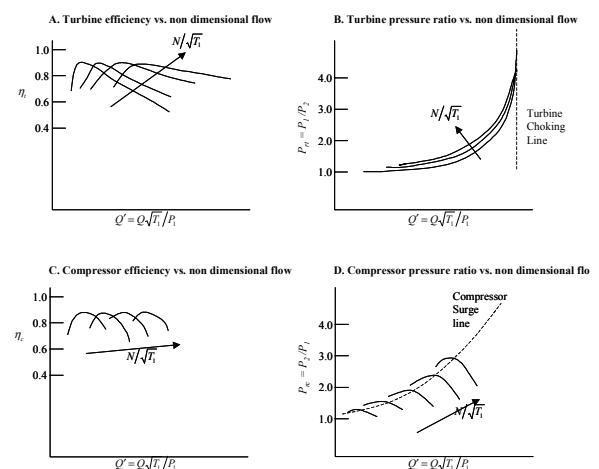 A. Turbine efficiency vs. non dimensional flow
N/√T₁
1.0
0.8
0.6
0.4
ηₜ
Q′ = Q√T₁/P₁
B. Turbine pressure ratio vs. non dimensional flow
4.0
3.0
2.0
1.0
Pᵣₜ = P₁/P₂
N/√T₁
Turbine
Choking
Line
Q′ = Q√T₁/P₁
C. Compressor efficiency vs. non dimensional flow
1.0
0.8
0.6
0.4
η꜀
N/√T₁
Q′ = Q√T₁/P₁
D. Compressor pressure ratio vs. non dimensional flo
Compressor
Surge
line
4.0
3.0
2.0
1.0
Pᵣ꜀ = P₂/P₁
N/√T₁
Q′ = Q√T₁/P₁